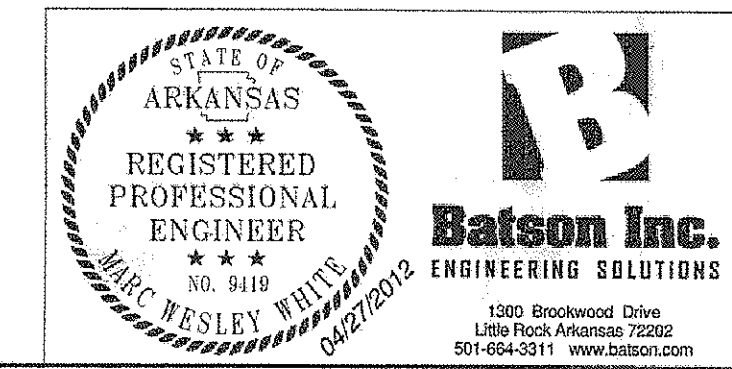 STATE OF
ARKANSAS
REGISTERED
PROFESSIONAL
ENGINEER
NO. 9419
MARC WESLEY WHITE
04/27/2012
B
Batson Inc.
ENGINEERING SOLUTIONS
1300 Brookwood Drive
Little Rock Arkansas 72202
501-664-3311 www.batson.com